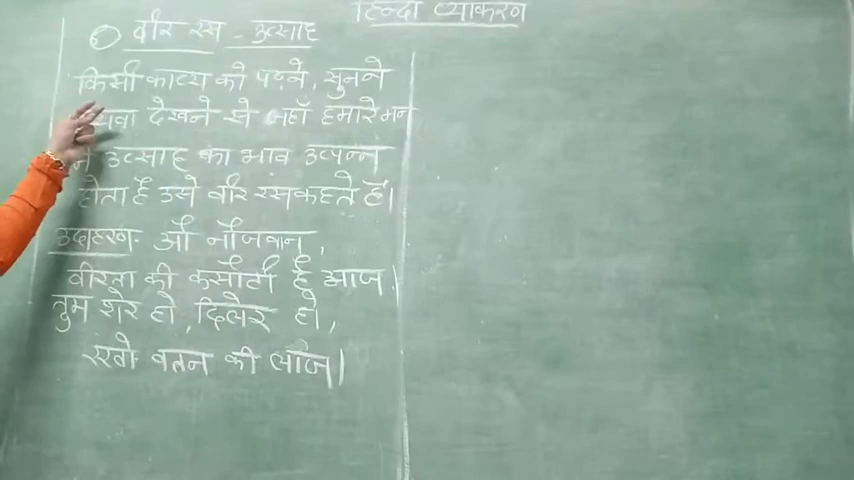 हिन्दी व्याकरण
वीर रस - उत्साह
किसी काव्य को पढ़ने, सुनने
देखने से जहाँ हमारे मन
उत्साह का भाव उत्पन्न
होता है उसे वीर रस कहते हैं।
उदाहरण- औ नौजवान,
वीरता की कसौटी है आज।
तुम शेर हो, दिलेर हो,
रखो वतन की लाज।